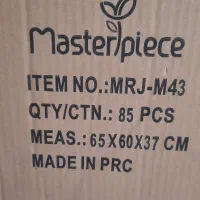 Masterpiece
ITEM NO.:MRJ-M43
QTY/CTN.: 85 PCS
MEAS.: 65X60X37 CM
MADE IN PRC